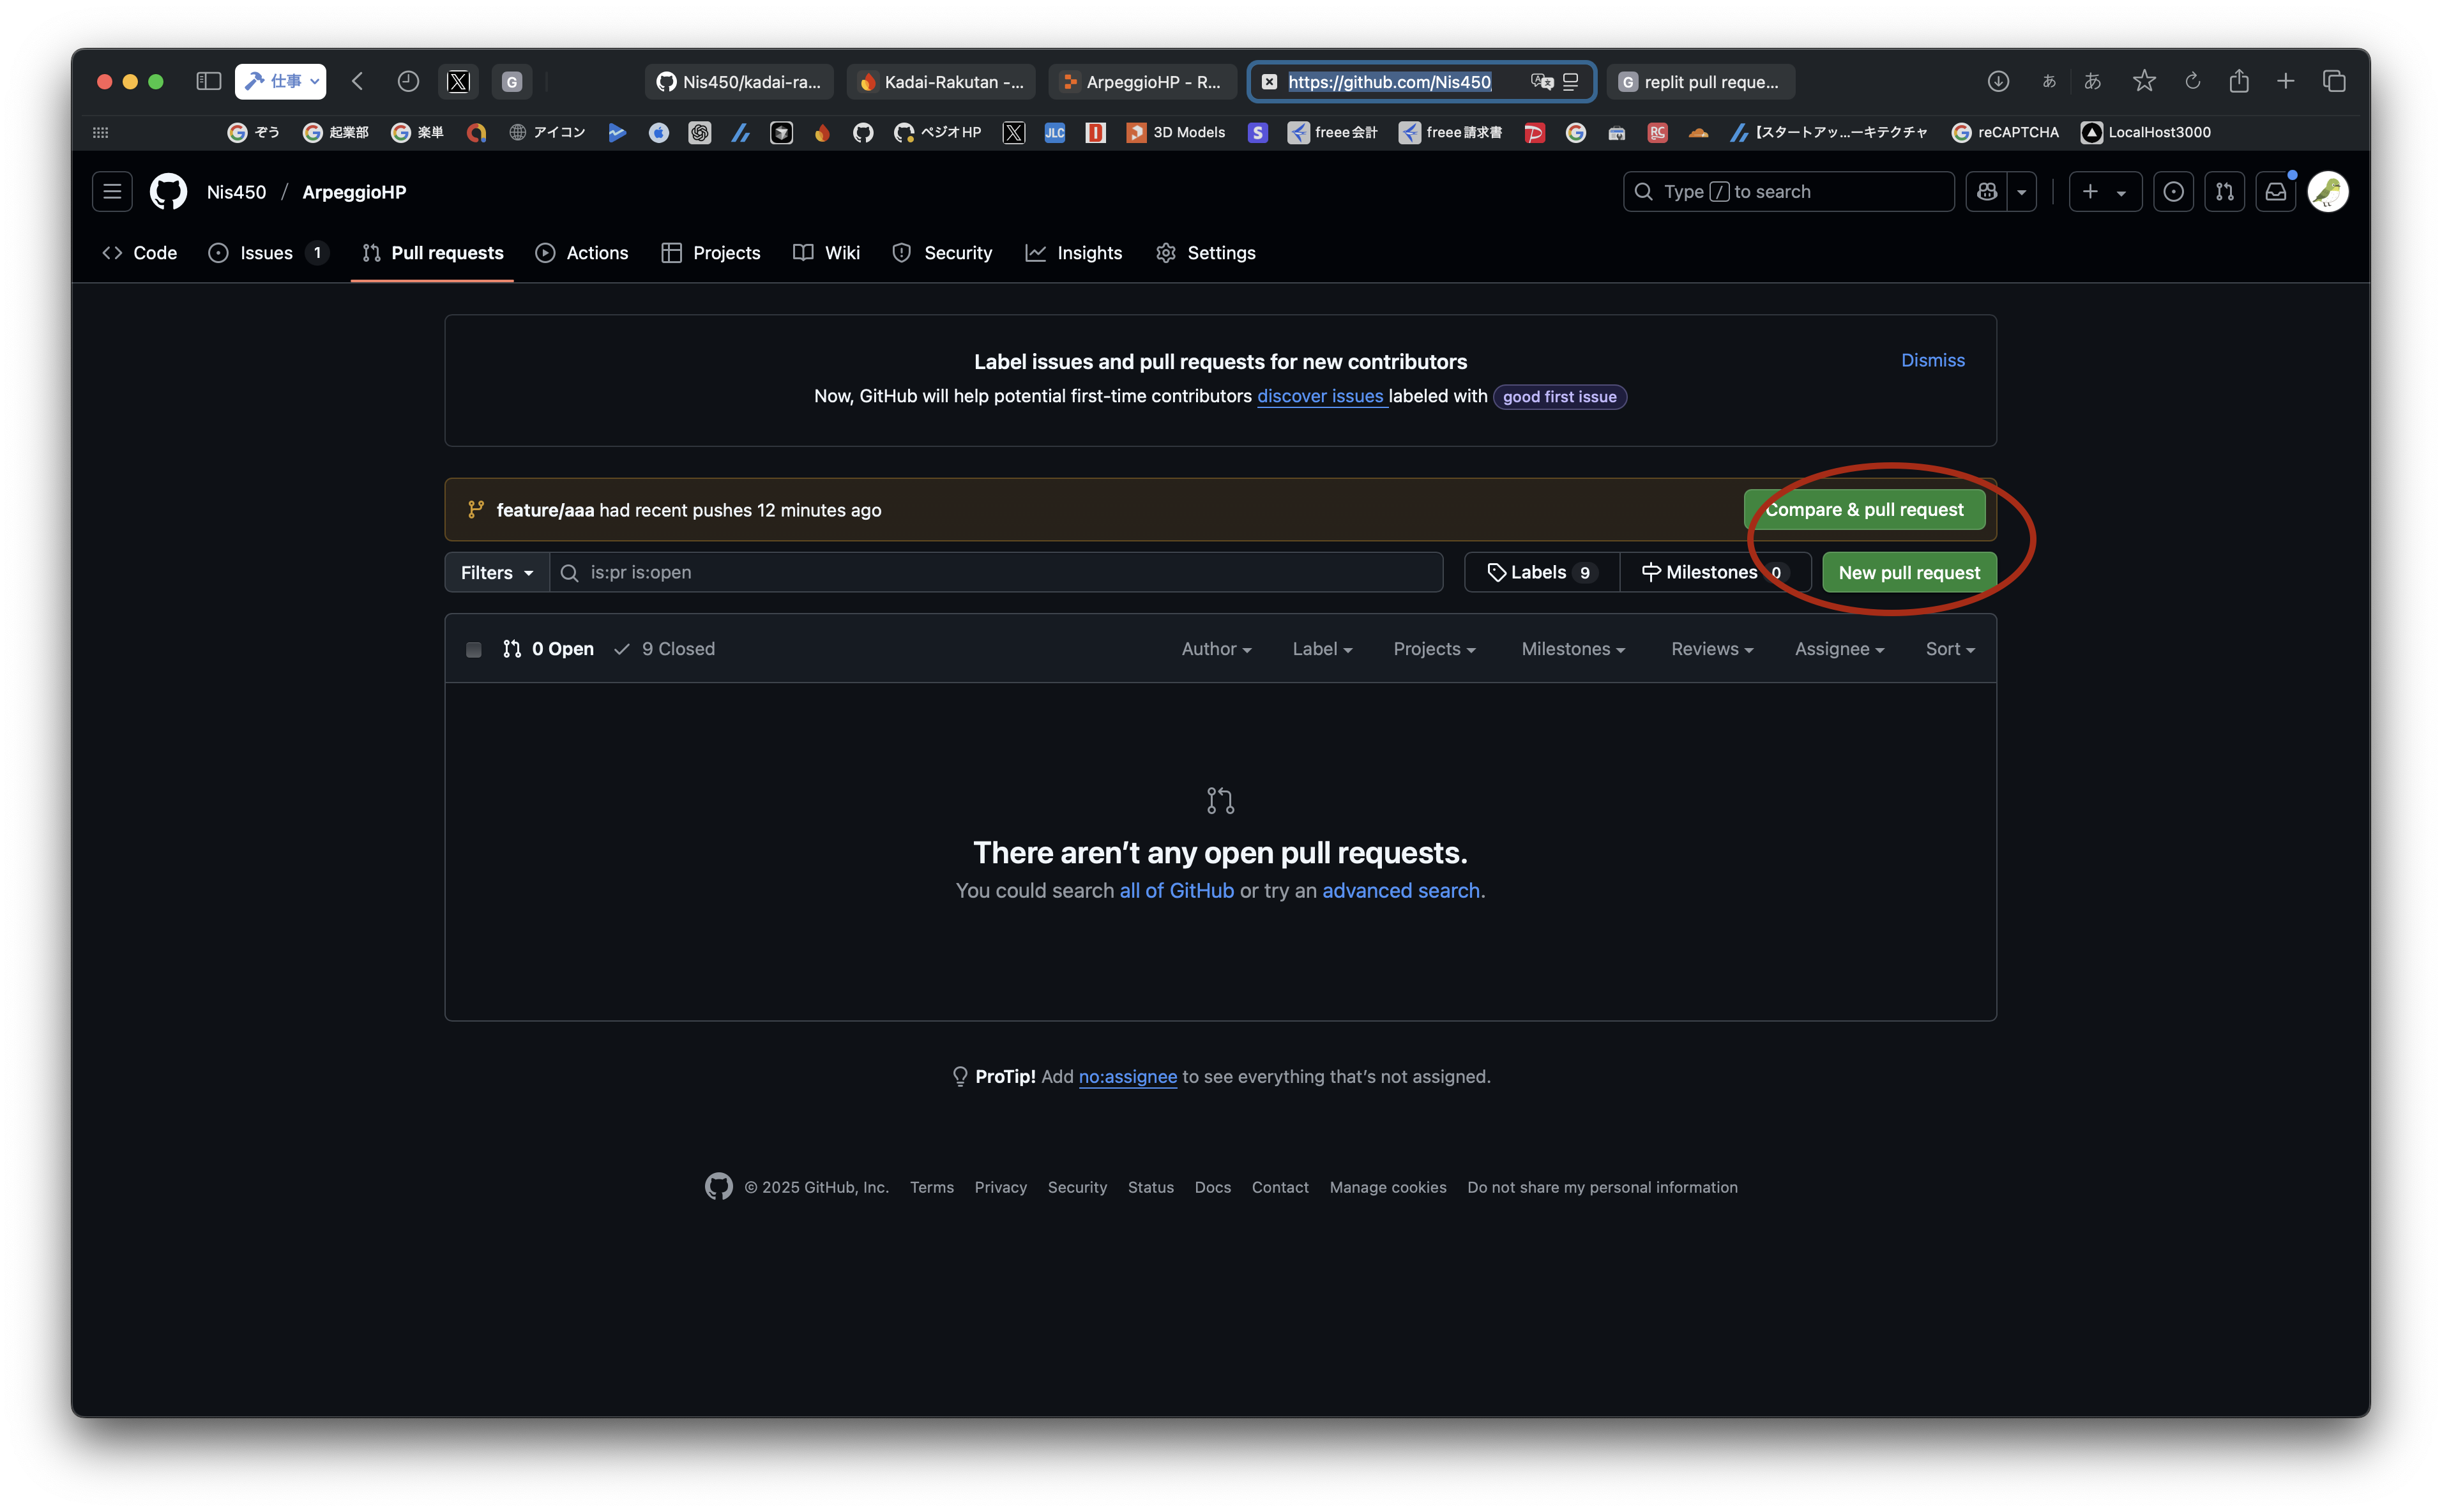 仕事
Nis450/kadai-ra...
Kadai-Rakutan -...
ArpeggioHP - R...
https://github.com/Nis450
G
replit pull reque...
あ
あ
ぞう
起業部
楽単
アイコン
ペジオHP
JLC
3D Models
S
freee会計
freee請求書
RC
【スタートアッ...ーキテクチャ
reCAPTCHA
LocalHost3000
Nis450 / ArpeggioHP
Type / to search
Code
Issues 1
Pull requests
Actions
Projects
Wiki
Security
Insights
Settings
Label issues and pull requests for new contributors
Dismiss
Now, GitHub will help potential first-time contributors discover issues labeled with good first issue
feature/aaa had recent pushes 12 minutes ago
Compare & pull request
Filters
is:pr is:open
Labels 9
Milestones 0
New pull request
0 Open
9 Closed
Author
Label
Projects
Milestones
Reviews
Assignee
Sort
There aren’t any open pull requests.
You could search all of GitHub or try an advanced search.
ProTip! Add no:assignee to see everything that’s not assigned.
© 2025 GitHub, Inc.
Terms
Privacy
Security
Status
Docs
Contact
Manage cookies
Do not share my personal information